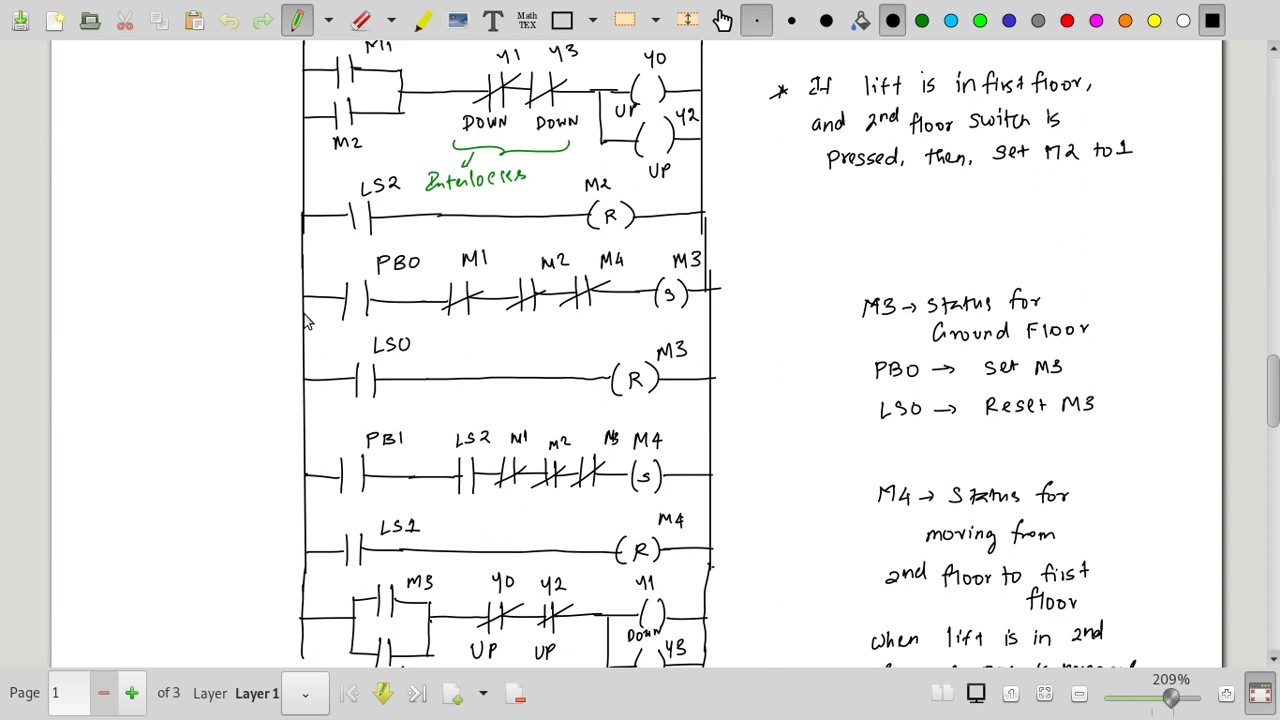 Math
TEX
M1
Y1 Y3 Y0
M2
DOWN DOWN UP Y2
UP
Interlocks
LS2 M2
(R)
PB0 M1 M2 M4 M3
(S)
LS0 M3
(R)
PB1 LS2 M1 M2 M3 M4
(S)
LS1 M4
(R)
M3 Y0 Y2 Y1
UP UP DOWN
Y3
* If lift is in first floor,
and 2nd floor switch is
pressed, then, set M2 to 1
M3 → Status for
Ground Floor
PB0 → Set M3
LS0 → Reset M3
M4 → Status for
moving from
2nd floor to first
floor
when lift is in 2nd
Page 1 of 3 Layer Layer 1 209%